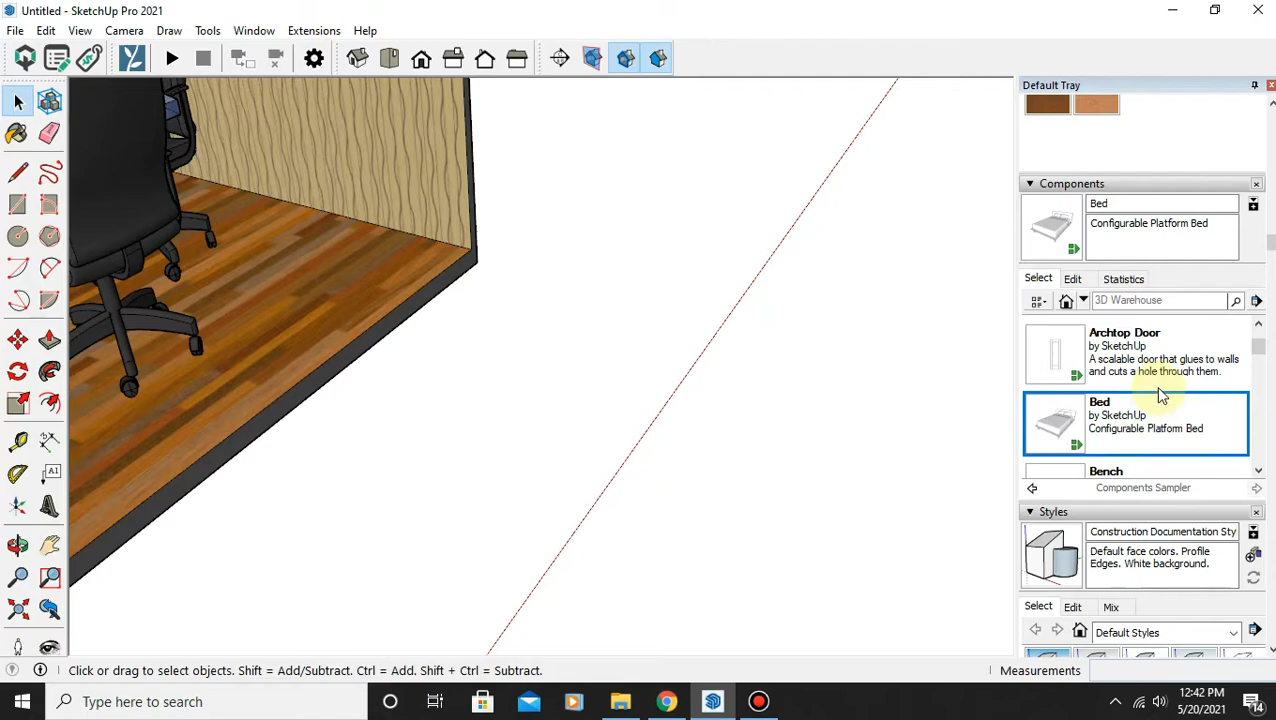 Untitled - SketchUp Pro 2021
File Edit View Camera Draw Tools Window Extensions Help
Default Tray
Components
Bed
Configurable Platform Bed
Select Edit Statistics
3D Warehouse
Archtop Door
by SketchUp
A scalable door that glues to walls
and cuts a hole through them.
Bed
by SketchUp
Configurable Platform Bed
Bench
Components Sampler
Styles
Construction Documentation Sty
Default face colors. Profile
Edges. White background.
Select Edit Mix
Default Styles
A1
Click or drag to select objects. Shift = Add/Subtract. Ctrl = Add. Shift + Ctrl = Subtract.
Measurements
Type here to search
12:42 PM
5/20/2021
14